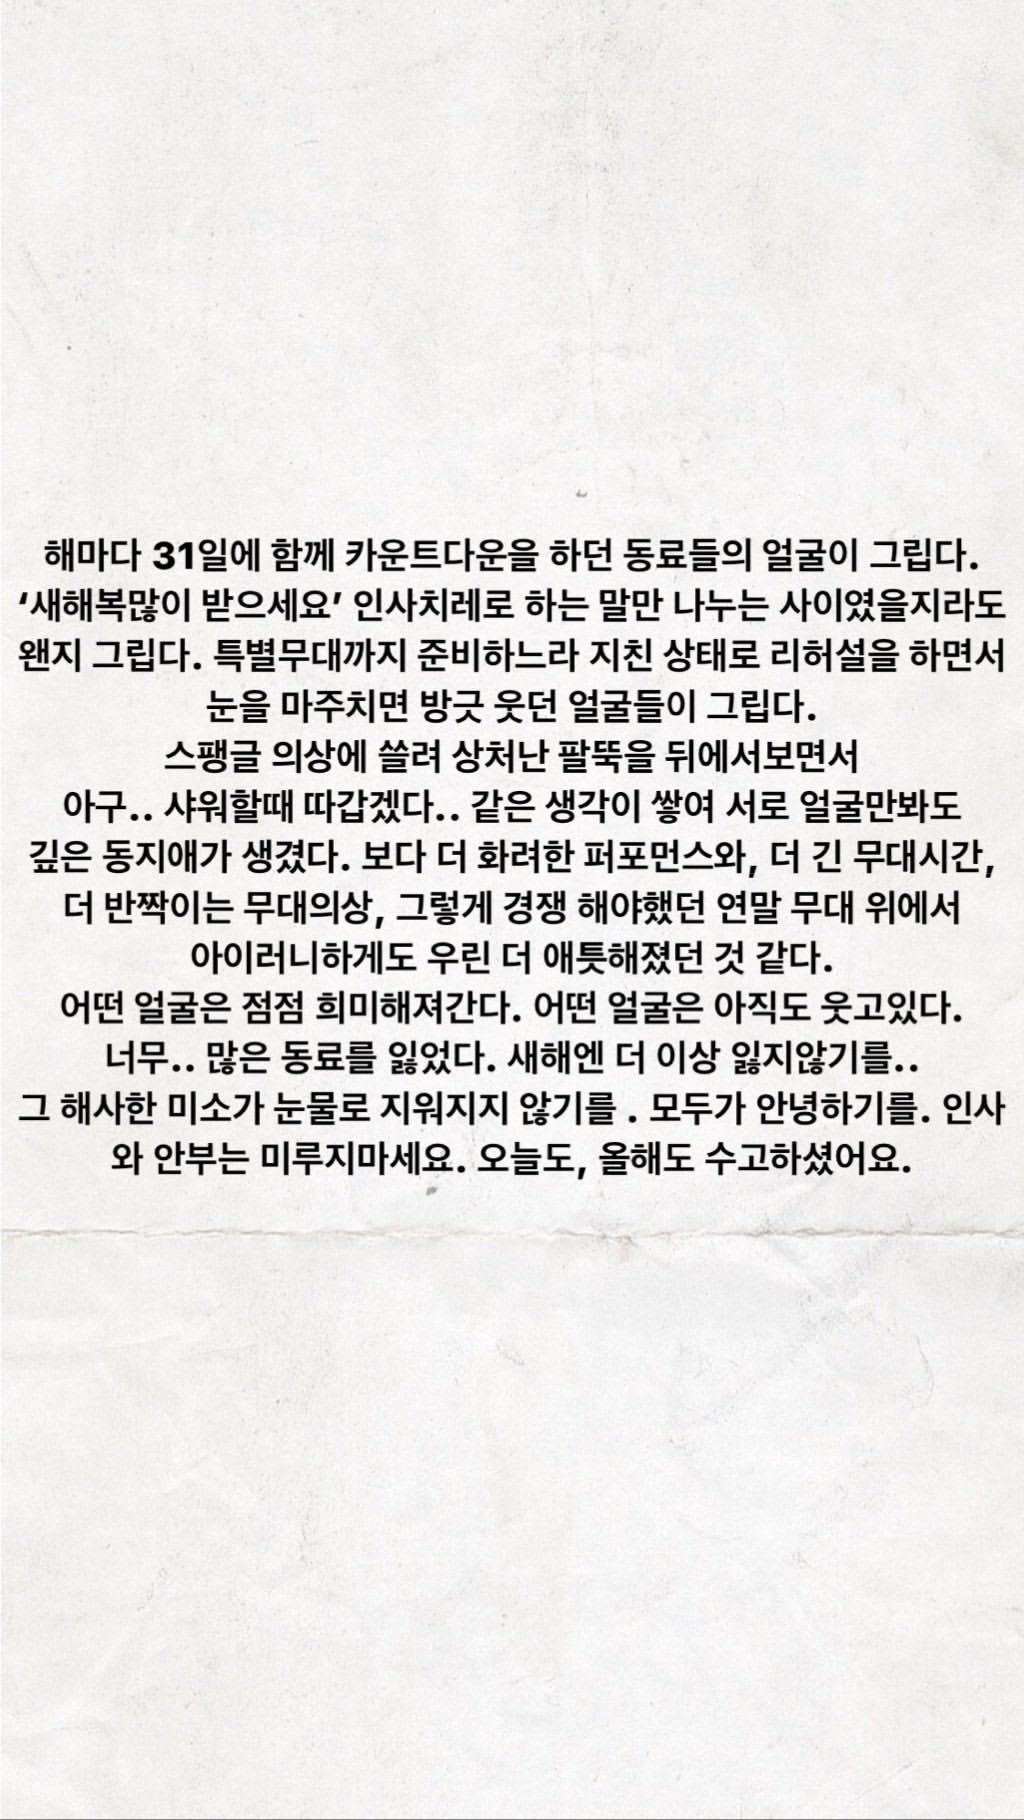 해마다 31일에 함께 카운트다운을 하던 동료들의 얼굴이 그립다.
‘새해복많이 받으세요’ 인사치레로 하는 말만 나누는 사이였을지라도
왠지 그립다. 특별무대까지 준비하느라 지친 상태로 리허설을 하면서
눈을 마주치면 방긋 웃던 얼굴들이 그립다.
스팽글 의상에 쓸려 상처난 팔뚝을 뒤에서보면서
아구.. 샤워할때 따갑겠다.. 같은 생각이 쌓여 서로 얼굴만봐도
깊은 동지애가 생겼다. 보다 더 화려한 퍼포먼스와, 더 긴 무대시간,
더 반짝이는 무대의상, 그렇게 경쟁 해야했던 연말 무대 위에서
아이러니하게도 우린 더 애틋해졌던 것 같다.
어떤 얼굴은 점점 희미해져간다. 어떤 얼굴은 아직도 웃고있다.
너무.. 많은 동료를 잃었다. 새해엔 더 이상 잃지않기를..
그 해사한 미소가 눈물로 지워지지 않기를 . 모두가 안녕하기를. 인사
와 안부는 미루지마세요. 오늘도, 올해도 수고하셨어요.